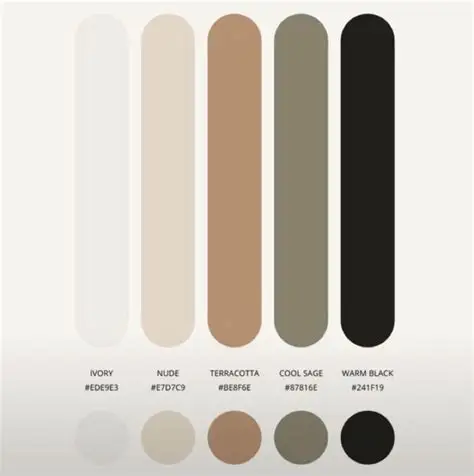 IVORY
#EDE9E3
NUDE
#E7D7C9
TERRACOTTA
#BE8F6E
COOL SAGE
#87816E
WARM BLACK
#241F19